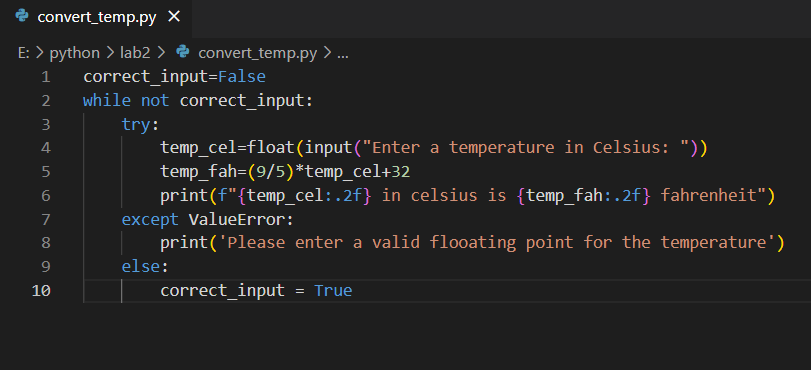 convert_temp.py ×
E: > python > lab2 > convert_temp.py > ...
1 correct_input=False
2 while not correct_input:
3     try:
4         temp_cel=float(input("Enter a temperature in Celsius: "))
5         temp_fah=(9/5)*temp_cel+32
6         print(f"{temp_cel:.2f} in celsius is {temp_fah:.2f} fahrenheit")
7     except ValueError:
8         print('Please enter a valid flooating point for the temperature')
9     else:
10         correct_input = True